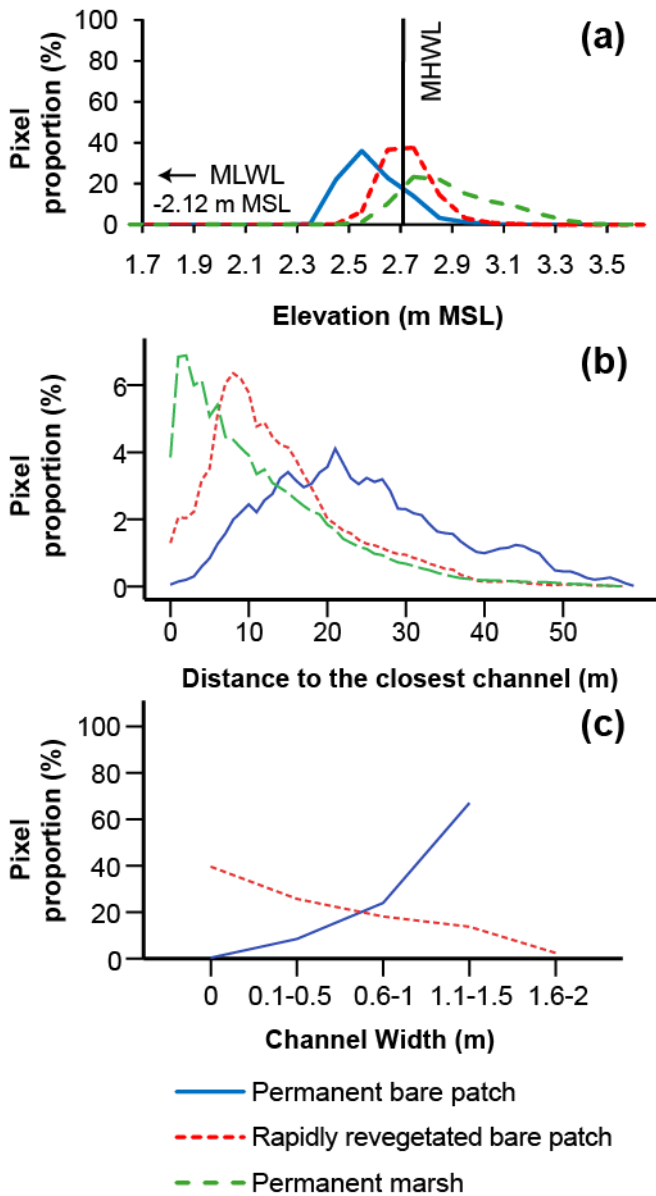 (a)
Pixel
proportion (%)
100
80
60
40
20
0
MHWL
MLWL
-2.12 m MSL
1.7 1.9 2.1 2.3 2.5 2.7 2.9 3.1 3.3 3.5
Elevation (m MSL)
(b)
Pixel
proportion (%)
6
4
2
0
0 10 20 30 40 50
Distance to the closest channel (m)
(c)
Pixel
proportion (%)
100
80
60
40
20
0
0 0.1-0.5 0.6-1 1.1-1.5 1.6-2
Channel Width (m)
Permanent bare patch
Rapidly revegetated bare patch
Permanent marsh